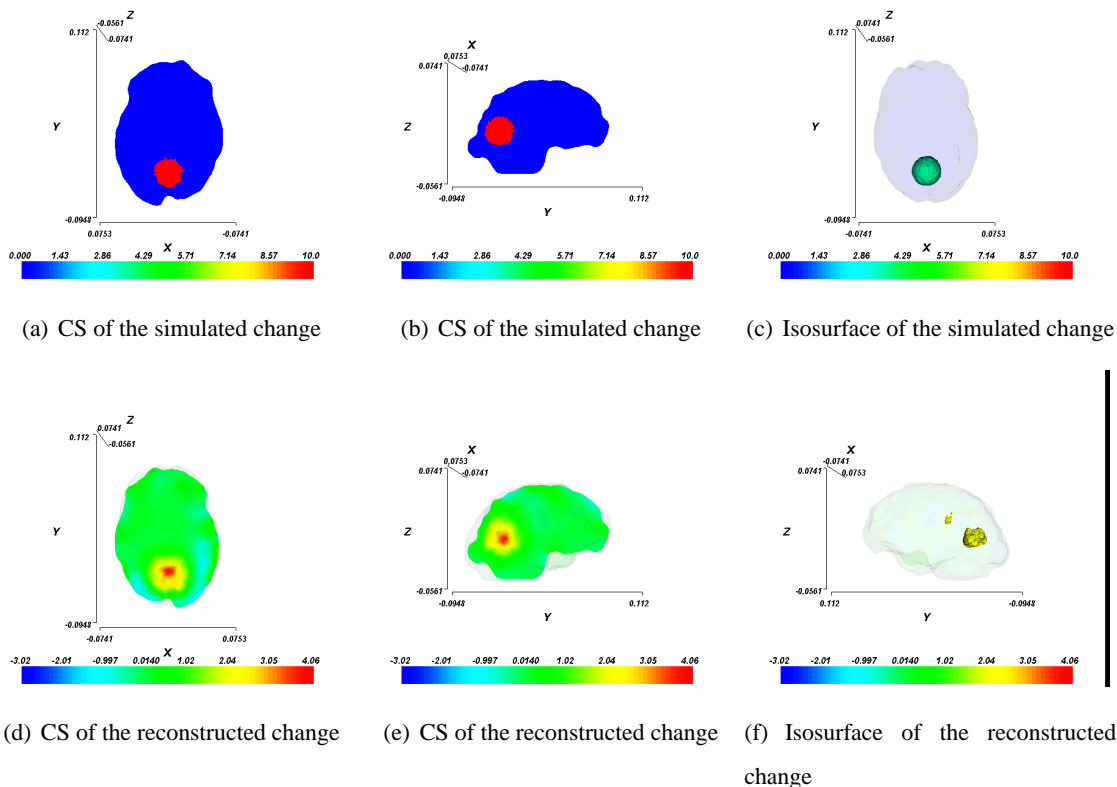 Z
-0.0561
0.0741
0.112
Y
-0.0948
0.0753
-0.0741
X
0.000 1.43 2.86 4.29 5.71 7.14 8.57 10.0
(a) CS of the simulated change
X
0.0753
0.0741
-0.0741
Z
-0.0561
-0.0948
0.112
Y
0.000 1.43 2.86 4.29 5.71 7.14 8.57 10.0
(b) CS of the simulated change
Z
0.0741
-0.0561
0.112
Y
-0.0948
-0.0741
0.0753
X
0.000 1.43 2.86 4.29 5.71 7.14 8.57 10.0
(c) Isosurface of the simulated change
Z
0.0741
-0.0561
0.112
Y
-0.0948
-0.0741
0.0753
X
-3.02 -2.01 -0.997 0.0140 1.02 2.04 3.05 4.06
(d) CS of the reconstructed change
X
0.0753
0.0741
-0.0741
Z
-0.0561
-0.0948
0.112
Y
-3.02 -2.01 -0.997 0.0140 1.02 2.04 3.05 4.06
(e) CS of the reconstructed change
X
-0.0741
0.0741
0.0753
Z
-0.0561
0.112
-0.0948
Y
-3.02 -2.01 -0.997 0.0140 1.02 2.04 3.05 4.06
(f) Isosurface of the reconstructed
change